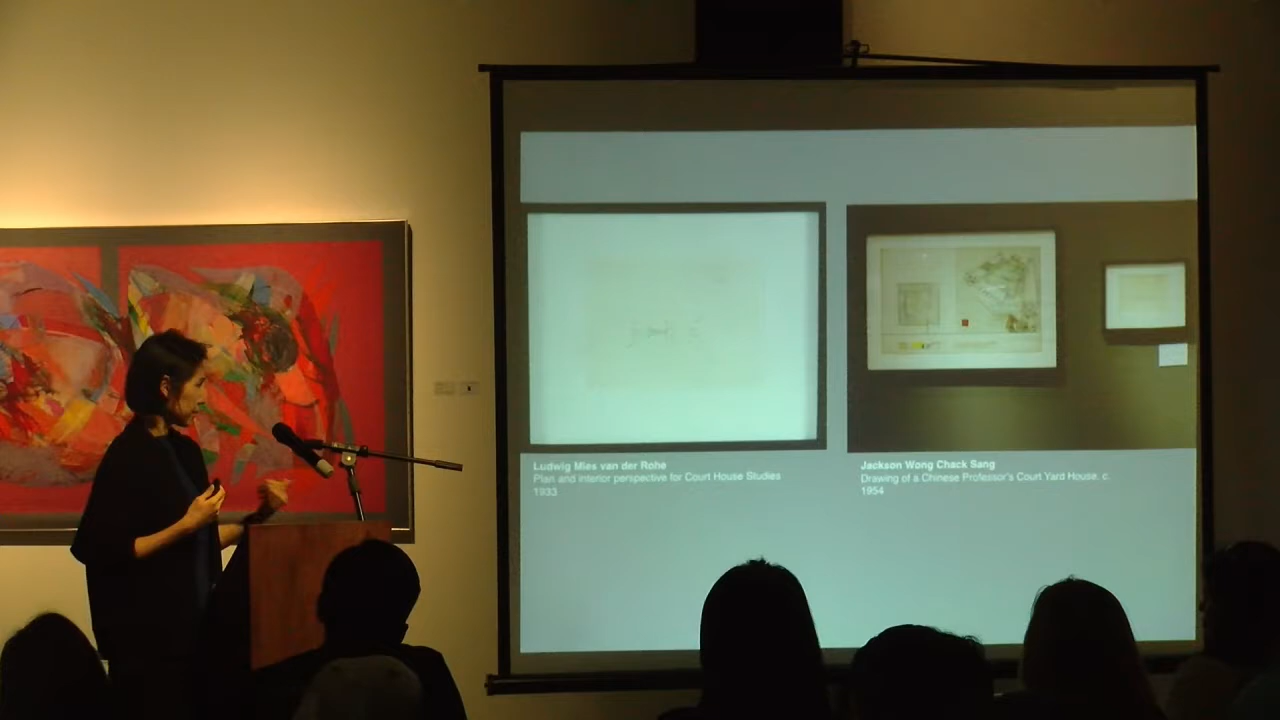 Ludwig Mies van der Rohe
Plan and interior perspective for Court House Studies
1933
Jackson Wong Chack Sang
Drawing of a Chinese Professor's Court Yard House. c.
1954